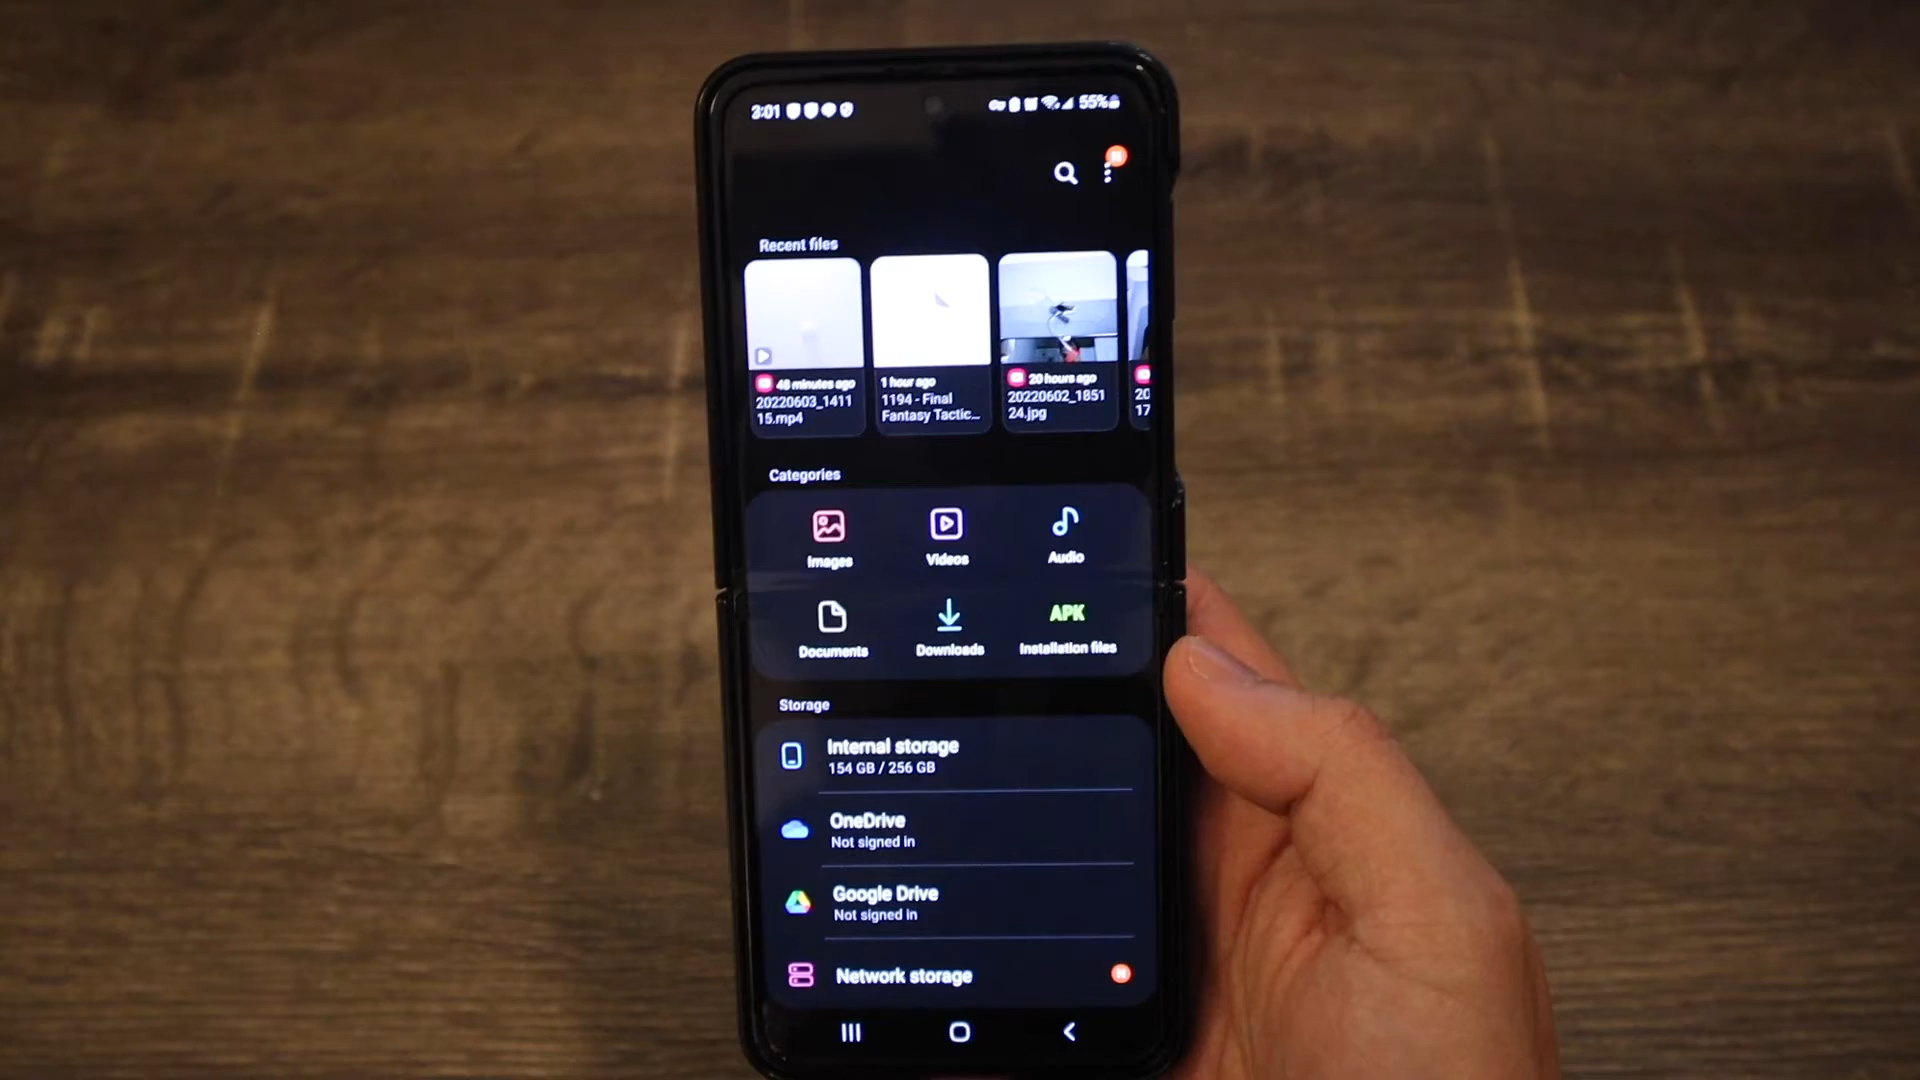 3:01
55%
N
Recent files
48 minutes ago
20220603_1411
15.mp4
1 hour ago
1194 - Final
Fantasy Tactic...
20 hours ago
20220602_1851
24.jpg
20
17
Categories
Images
Videos
Audio
Documents
Downloads
APK
Installation files
Storage
Internal storage
154 GB / 256 GB
OneDrive
Not signed in
Google Drive
Not signed in
Network storage
N